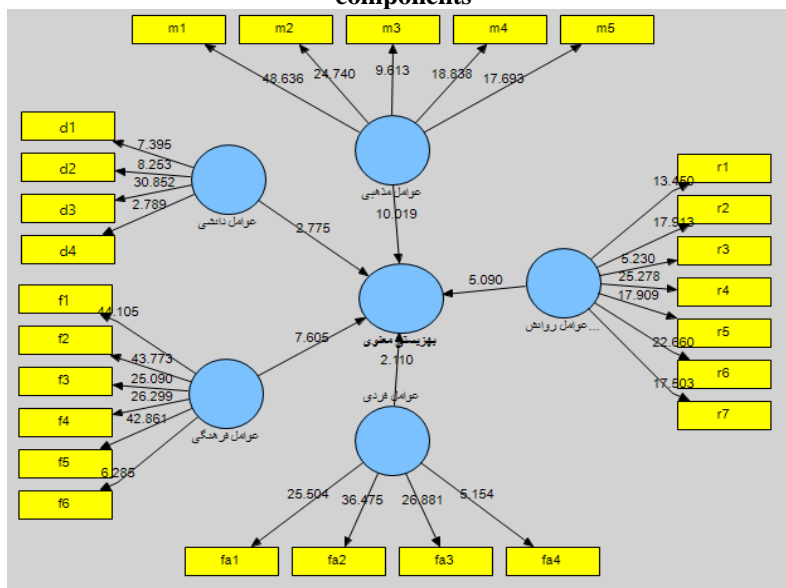 components
m1
m2
m3
m4
m5
48.636
24.740
9.613
18.838
17.693
عوامل مذهبی
10.019
d1
d2
d3
d4
7.395
8.253
30.852
2.789
عوامل دانشی
2.775
r1
r2
r3
r4
r5
r6
r7
13.450
17.913
5.230
25.278
17.909
22.660
17.503
عوامل روانش...
5.090
بهزیستی معنوی
f1
f2
f3
f4
f5
f6
44.105
43.773
25.090
26.299
42.861
6.285
عوامل فرهنگی
7.605
2.110
عوامل فردی
25.504
36.475
26.881
5.154
fa1
fa2
fa3
fa4